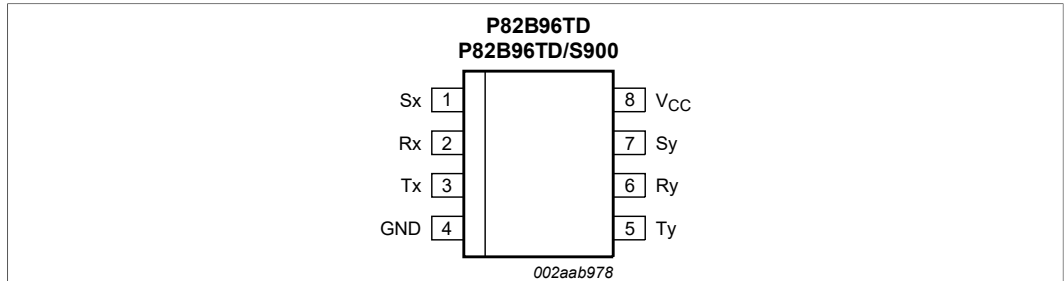 P82B96TD
P82B96TD/S900
Sx 1 8 VCC
Rx 2 7 Sy
Tx 3 6 Ry
GND 4 5 Ty
002aab978